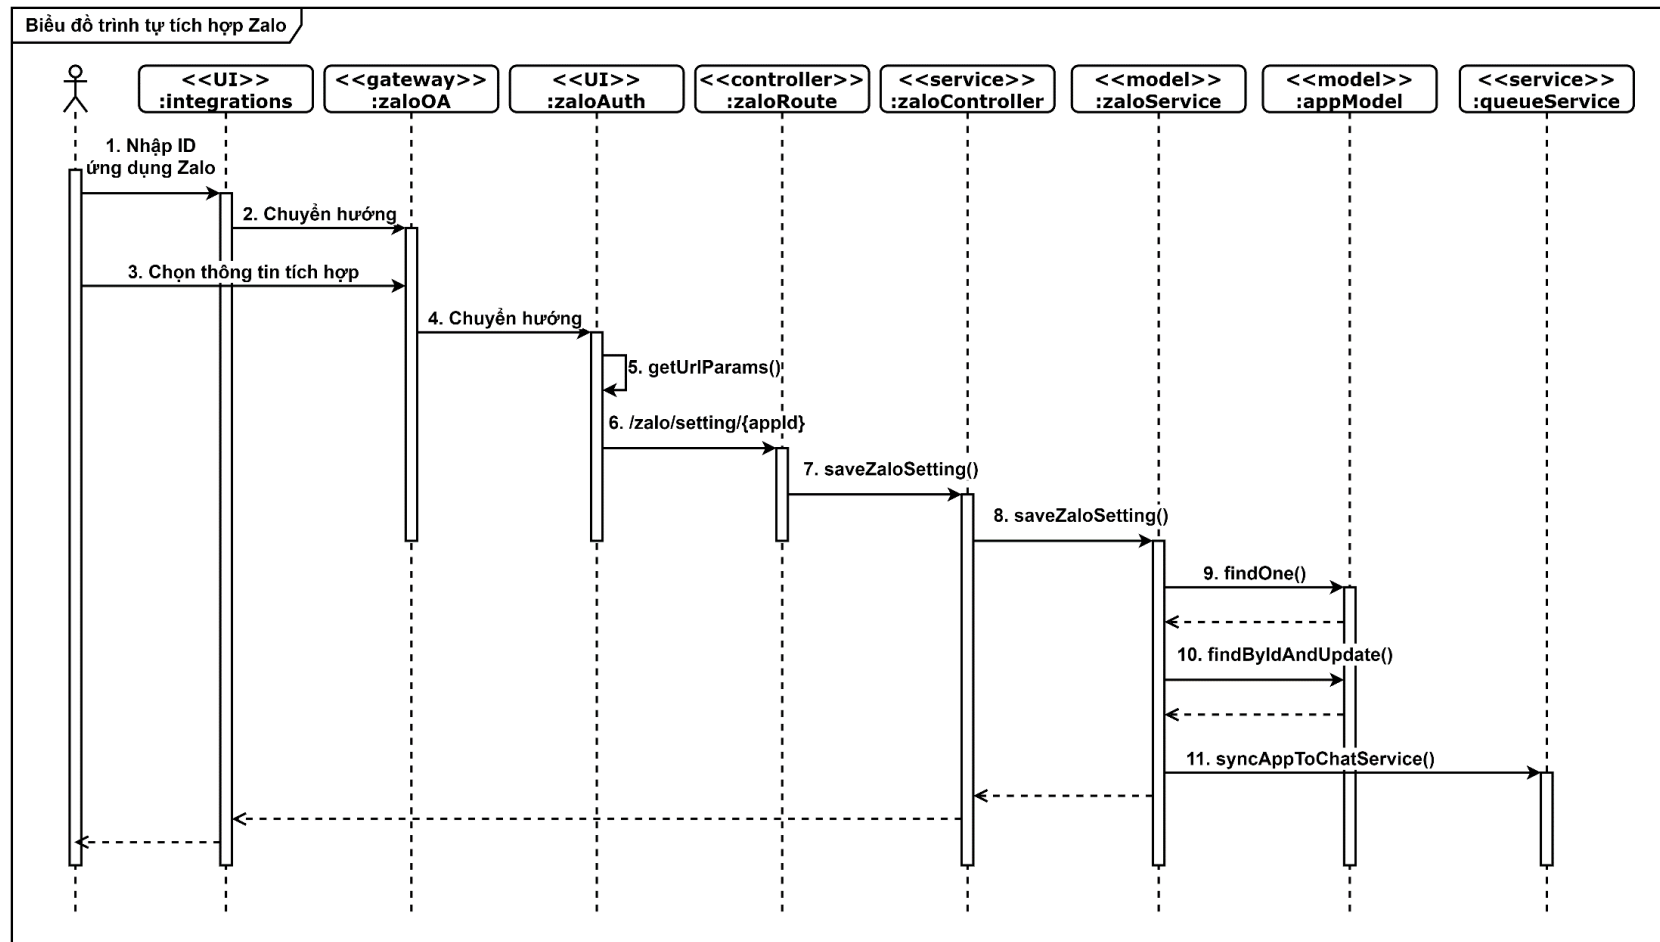 Biểu đồ trình tự tích hợp Zalo
<<UI>>
:integrations
<<gateway>>
:zaloOA
<<UI>>
:zaloAuth
<<controller>>
:zaloRoute
<<service>>
:zaloController
<<model>>
:zaloService
<<model>>
:appModel
<<service>>
:queueService
1. Nhập ID
ứng dụng Zalo
2. Chuyển hướng
3. Chọn thông tin tích hợp
4. Chuyển hướng
5. getUrlParams()
6. /zalo/setting/{appId}
7. saveZaloSetting()
8. saveZaloSetting()
9. findOne()
10. findByIdAndUpdate()
11. syncAppToChatService()